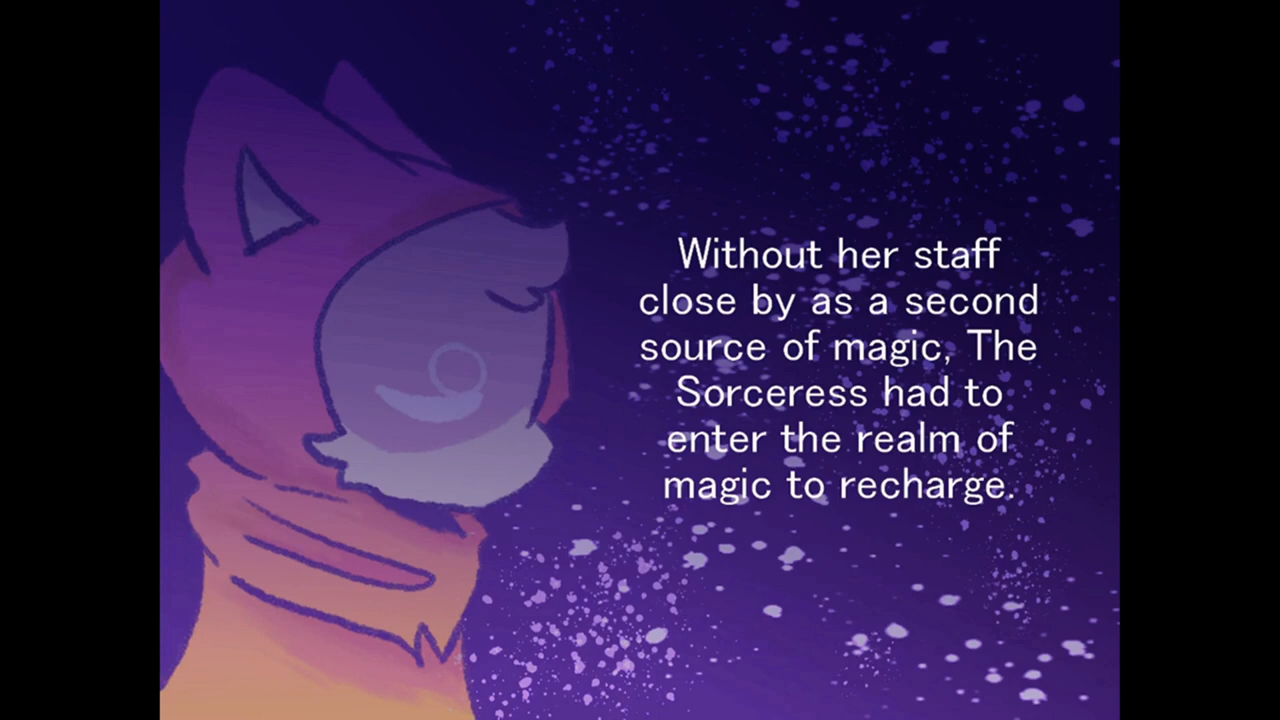 Without her staff
close by as a second
source of magic, The
Sorceress had to
enter the realm of
magic to recharge.